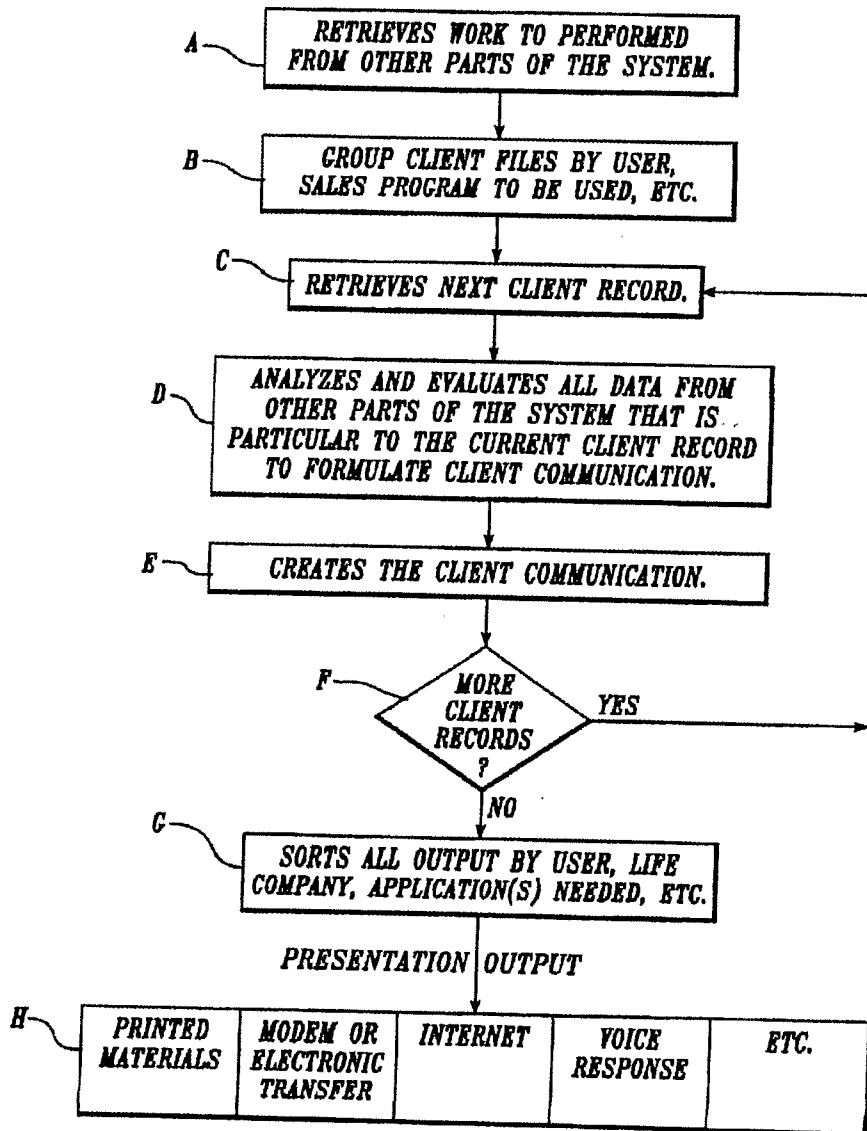 A
RETRIEVES WORK TO PERFORMED
FROM OTHER PARTS OF THE SYSTEM.
B
GROUP CLIENT FILES BY USER,
SALES PROGRAM TO BE USED, ETC.
C
RETRIEVES NEXT CLIENT RECORD.
D
ANALYZES AND EVALUATES ALL DATA FROM
OTHER PARTS OF THE SYSTEM THAT IS
PARTICULAR TO THE CURRENT CLIENT RECORD
TO FORMULATE CLIENT COMMUNICATION.
E
CREATES THE CLIENT COMMUNICATION.
F
MORE
CLIENT
RECORDS
?
YES
NO
G
SORTS ALL OUTPUT BY USER, LIFE
COMPANY, APPLICATION(S) NEEDED, ETC.
PRESENTATION OUTPUT
H
PRINTED
MATERIALS
MODEM OR
ELECTRONIC
TRANSFER
INTERNET
VOICE
RESPONSE
ETC.